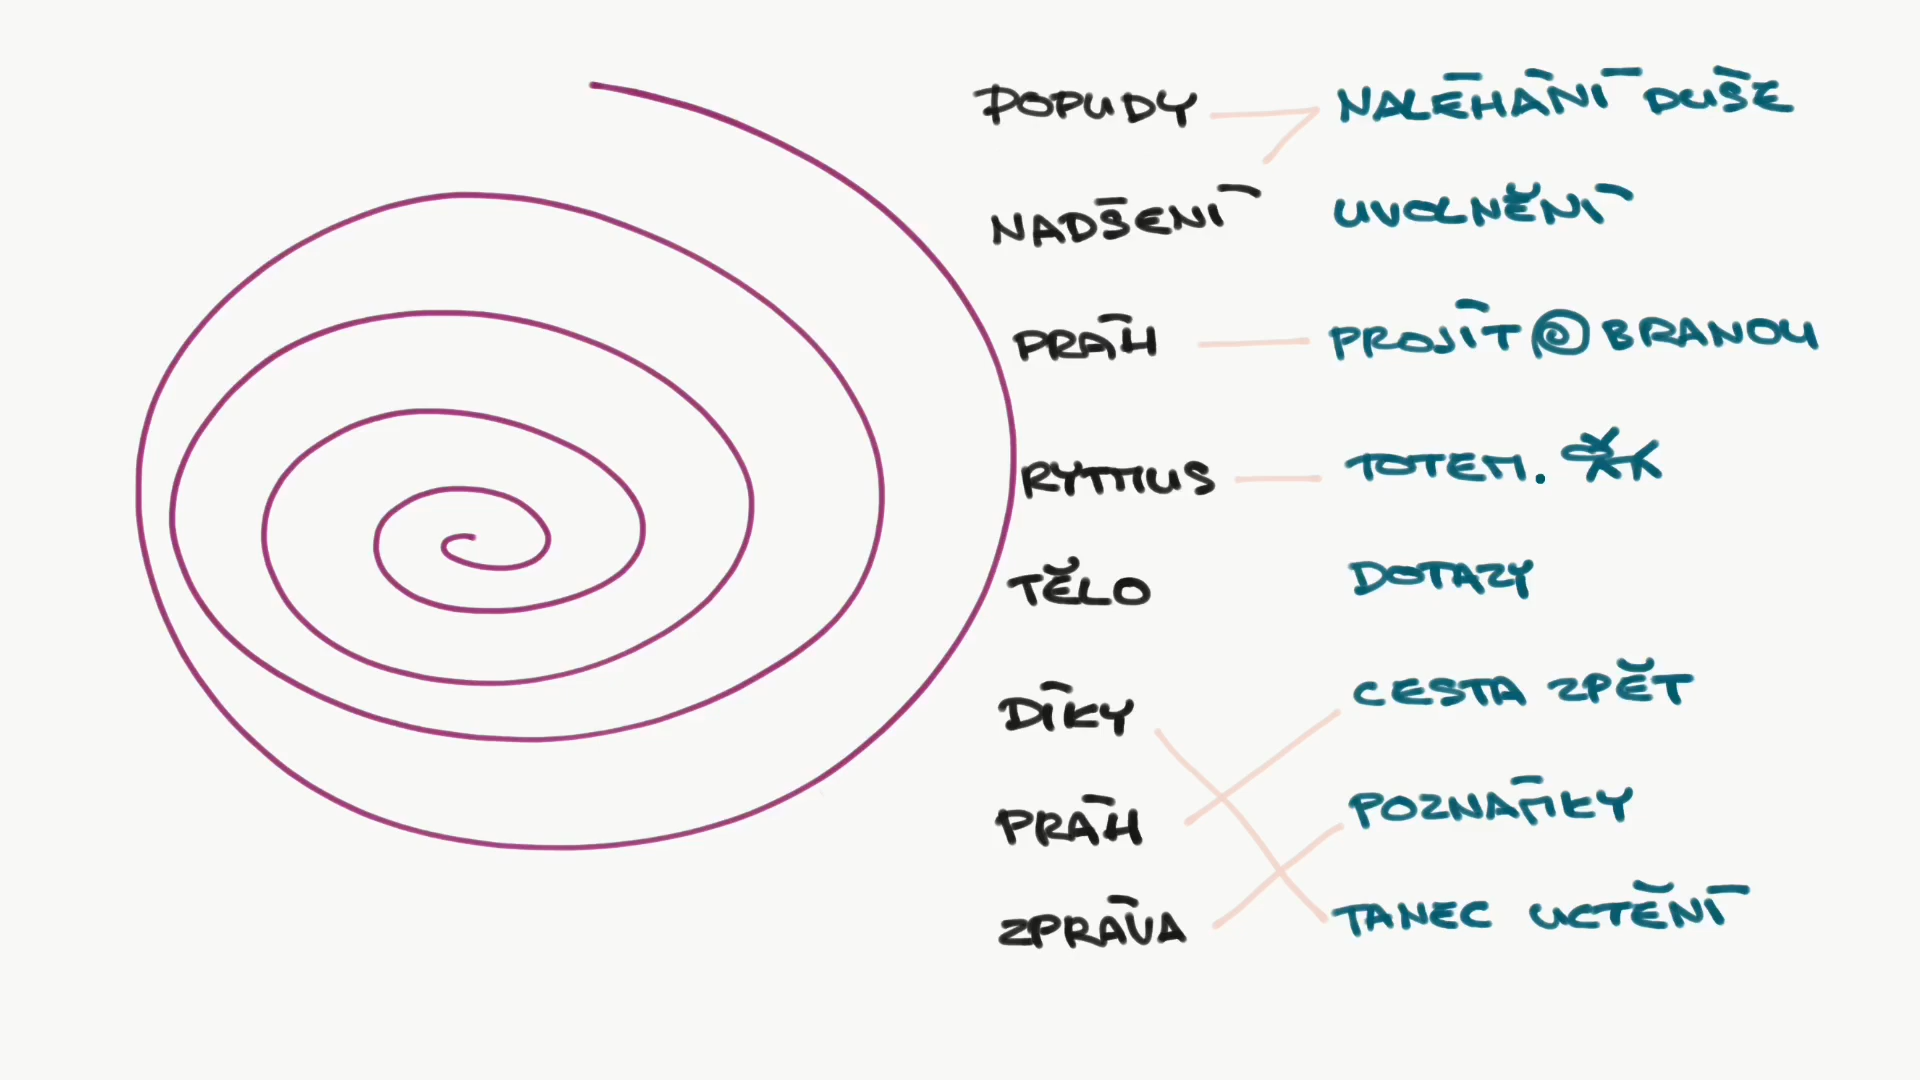 POPUDY NALÉHÁNÍ DUŠE
NADŠENÍ UVOLNĚNÍ
PRÁH PROJÍT BRANOU
RYTMUS TOTEM.
TĚLO DOTAZY
DÍKY CESTA ZPĚT
PRÁH POZNÁMKY
ZPRÁVA TANEC UCTĚNÍ